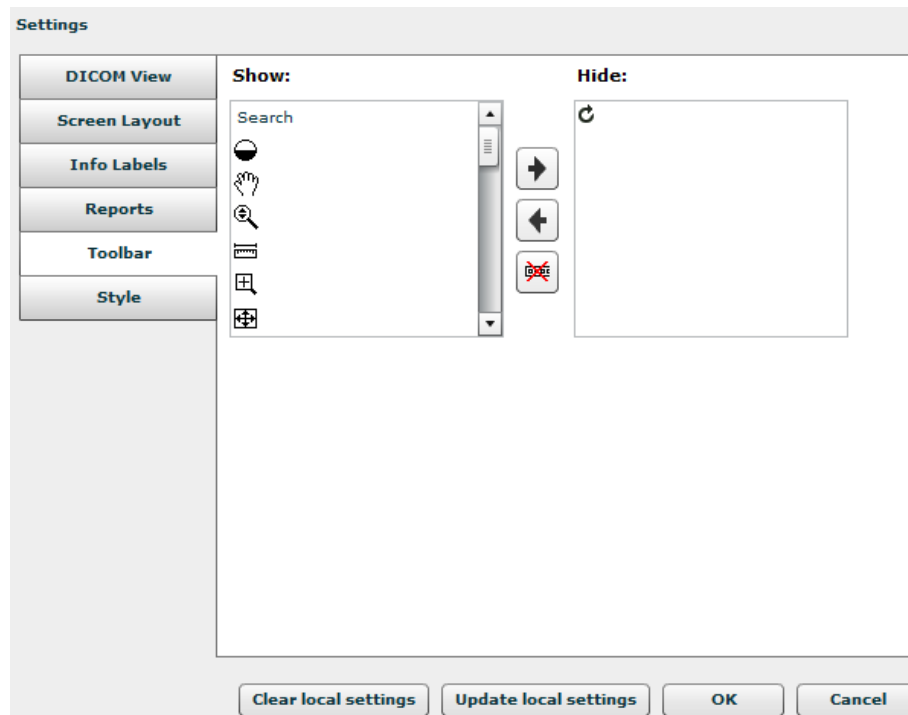 Settings
DICOM View
Screen Layout
Info Labels
Reports
Toolbar
Style
Show:
Hide:
Search
Clear local settings
Update local settings
OK
Cancel